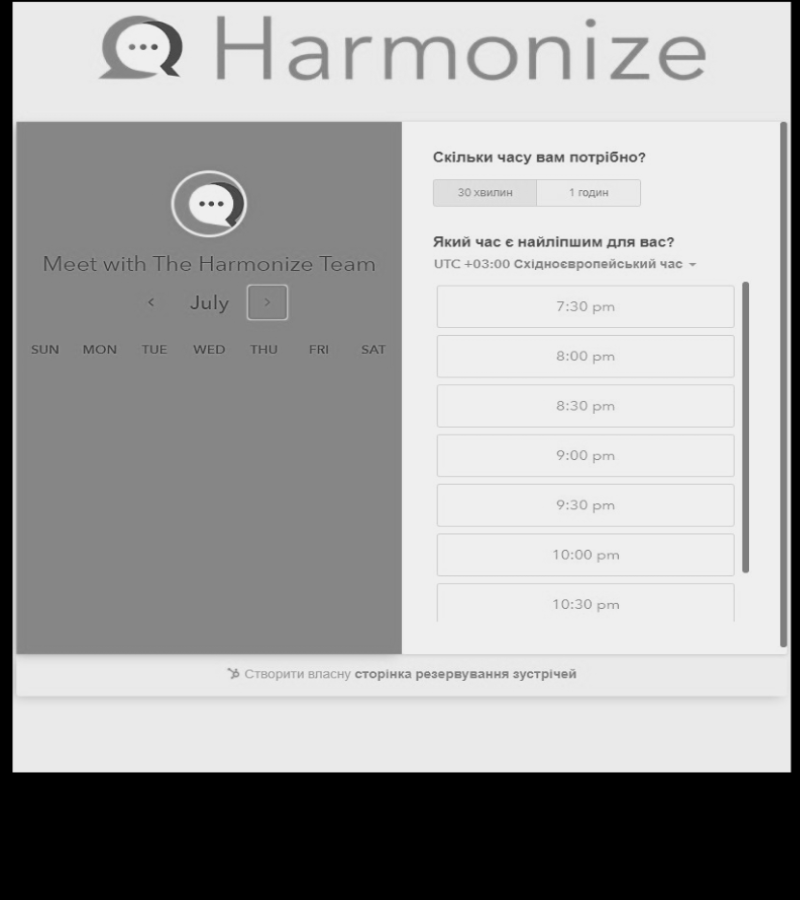 Harmonize
Meet with The Harmonize Team
July
SUN MON TUE WED THU FRI SAT
Скільки часу вам потрібно?
30 хвилин 1 годин
Який час є найліпшим для вас?
UTC +03:00 Східноєвропейський час
7:30 pm
8:00 pm
8:30 pm
9:00 pm
9:30 pm
10:00 pm
10:30 pm
Створити власну сторінка резервування зустрічей